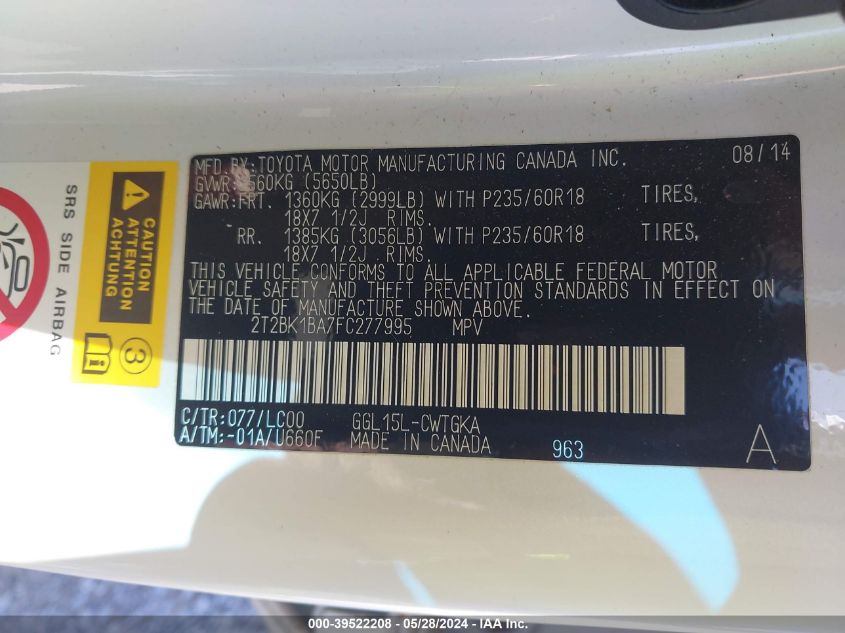 MFD BY:TOYOTA MOTOR MANUFACTURING CANADA INC. 08/14
GVWR: 560KG (5650LB)
GAWR:FRT. 1360KG (2999LB) WITH P235/60R18 TIRES,
18X7 1/2J RIMS.
RR. 1385KG (3056LB) WITH P235/60R18 TIRES,
18X7 1/2J RIMS.
THIS VEHICLE CONFORMS TO ALL APPLICABLE FEDERAL MOTOR
VEHICLE SAFETY AND THEFT PREVENTION STANDARDS IN EFFECT ON
THE DATE OF MANUFACTURE SHOWN ABOVE.
2T2BK1BA7FC277995 MPV
C/TR:077/LC00 GGL15L-CWTGKA
A/TM:-01A/U660F MADE IN CANADA 963 A
SRS SIDE AIRBAG
CAUTION
ATTENTION
ACHTUNG
3
000-39522208 - 05/28/2024 - IAA Inc.